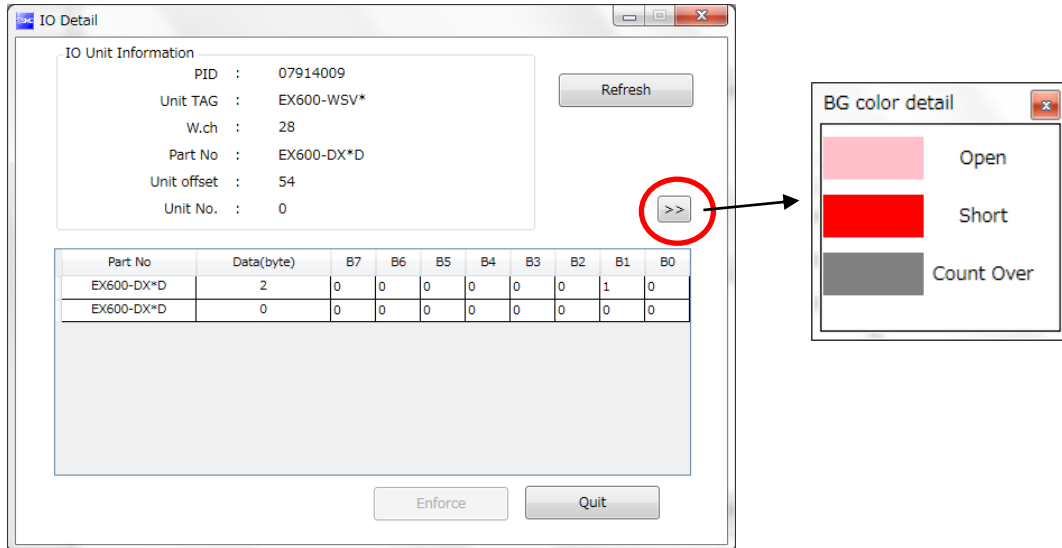 IO Detail
IO Unit Information
PID : 07914009
Unit TAG : EX600-WSV*
W.ch : 28
Part No : EX600-DX*D
Unit offset : 54
Unit No. : 0
Refresh
>>
Part No Data(byte) B7 B6 B5 B4 B3 B2 B1 B0
EX600-DX*D 2 0 0 0 0 0 0 1 0
EX600-DX*D 0 0 0 0 0 0 0 0 0
Enforce Quit
BG color detail
Open
Short
Count Over